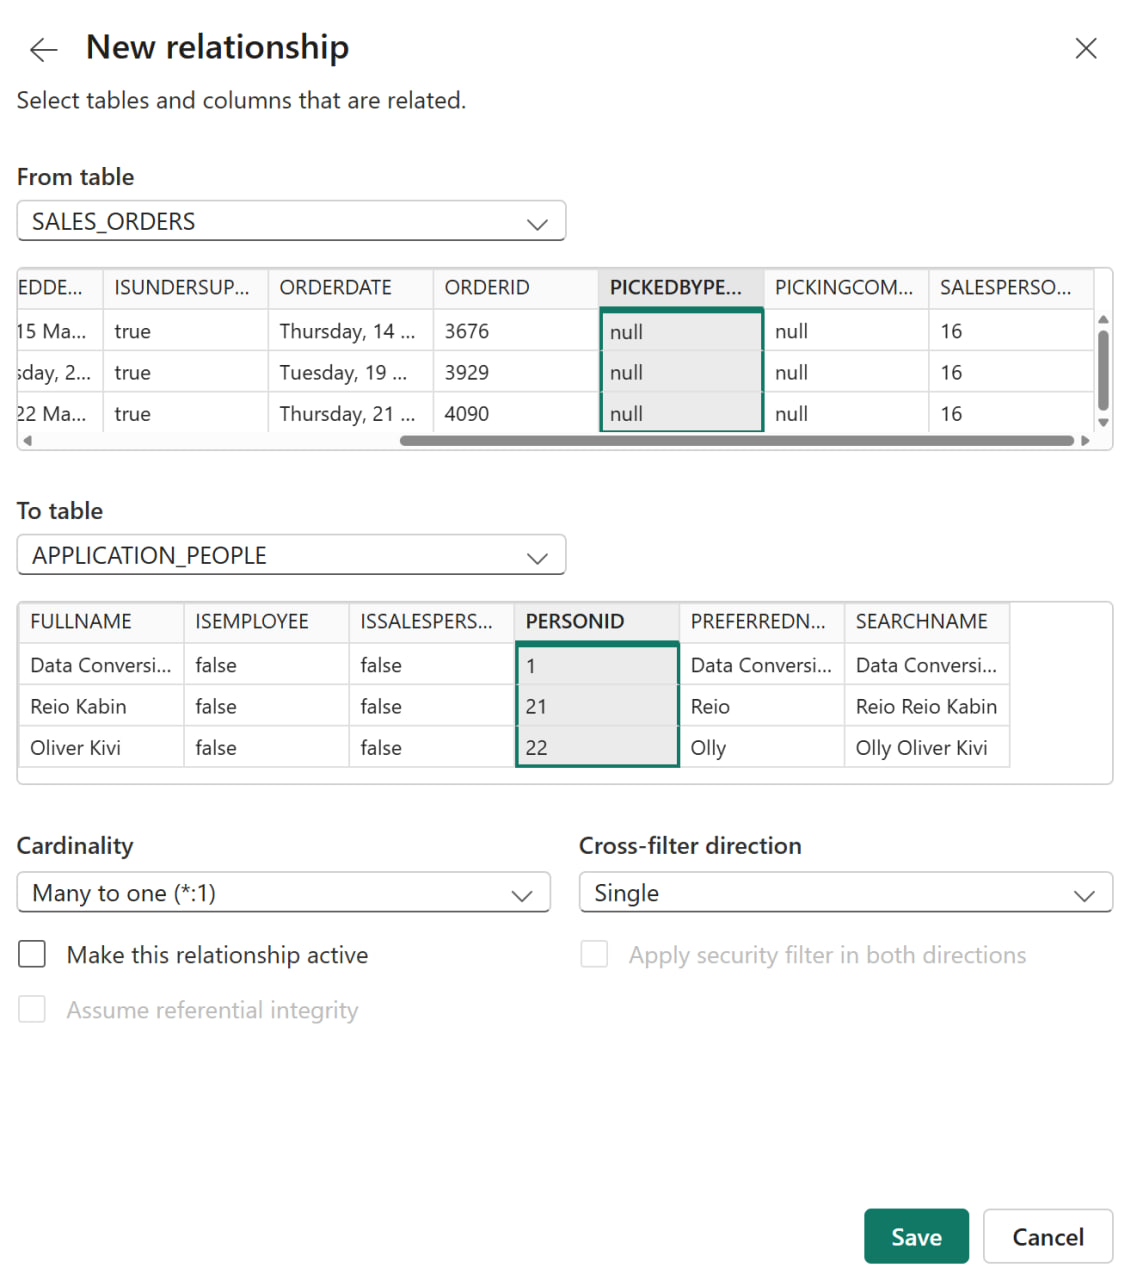 New relationship
Select tables and columns that are related.
From table
SALES_ORDERS
EDDE... ISUNDERSUP... ORDERDATE ORDERID PICKEDBYPE... PICKINGCOM... SALESPERSO...
15 Ma... true Thursday, 14 ... 3676 null null 16
sday, 2... true Tuesday, 19 ... 3929 null null 16
22 Ma... true Thursday, 21 ... 4090 null null 16
To table
APPLICATION_PEOPLE
FULLNAME ISEMPLOYEE ISSALESPERS... PERSONID PREFERREDN... SEARCHNAME
Data Conversi... false false 1 Data Conversi... Data Conversi...
Reio Kabin false false 21 Reio Reio Reio Kabin
Oliver Kivi false false 22 Olly Olly Oliver Kivi
Cardinality Cross-filter direction
Many to one (*:1) Single
Make this relationship active Apply security filter in both directions
Assume referential integrity
Save Cancel